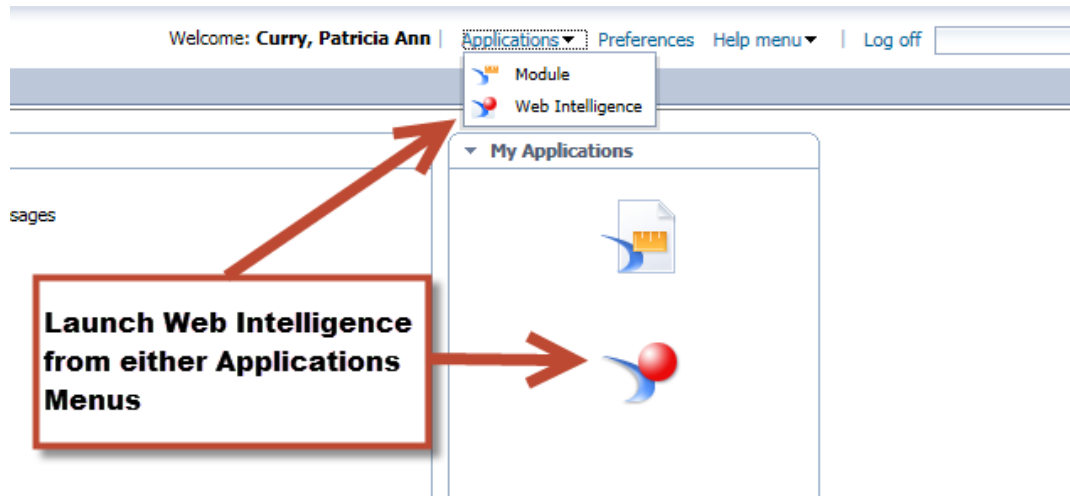 Welcome: Curry, Patricia Ann | Applications Preferences Help menu | Log off
Module
Web Intelligence
My Applications
sages
Launch Web Intelligence
from either Applications
Menus